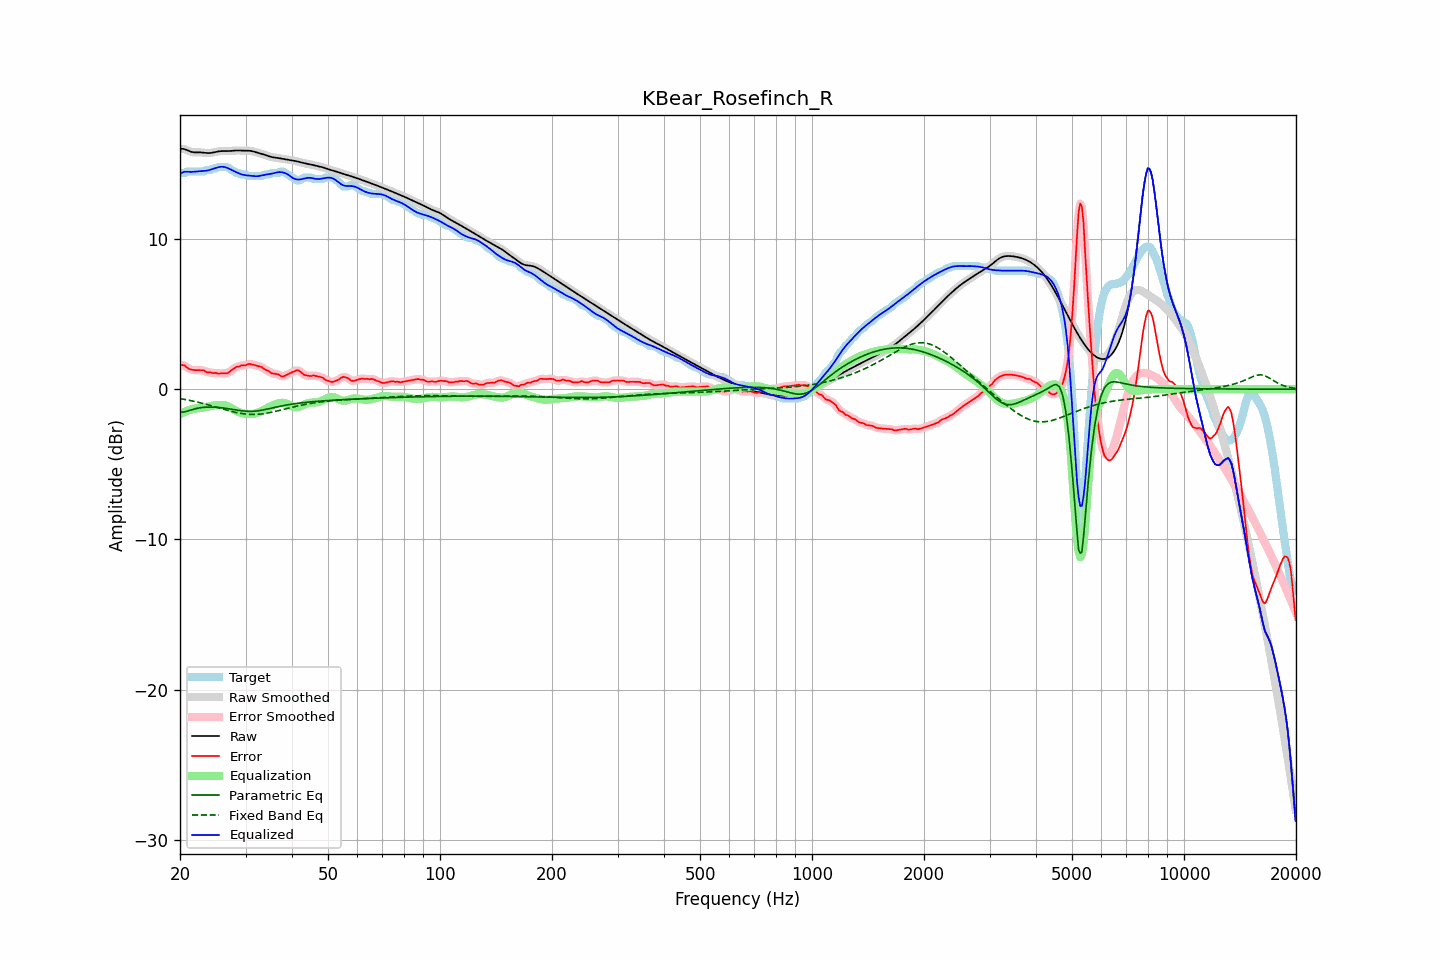 KBear_Rosefinch_R
Amplitude (dBr)
10
0
−10
−20
−30
Target
Raw Smoothed
Error Smoothed
Raw
Error
Equalization
Parametric Eq
Fixed Band Eq
Equalized
20 50 100 200 500 1000 2000 5000 10000 20000
Frequency (Hz)